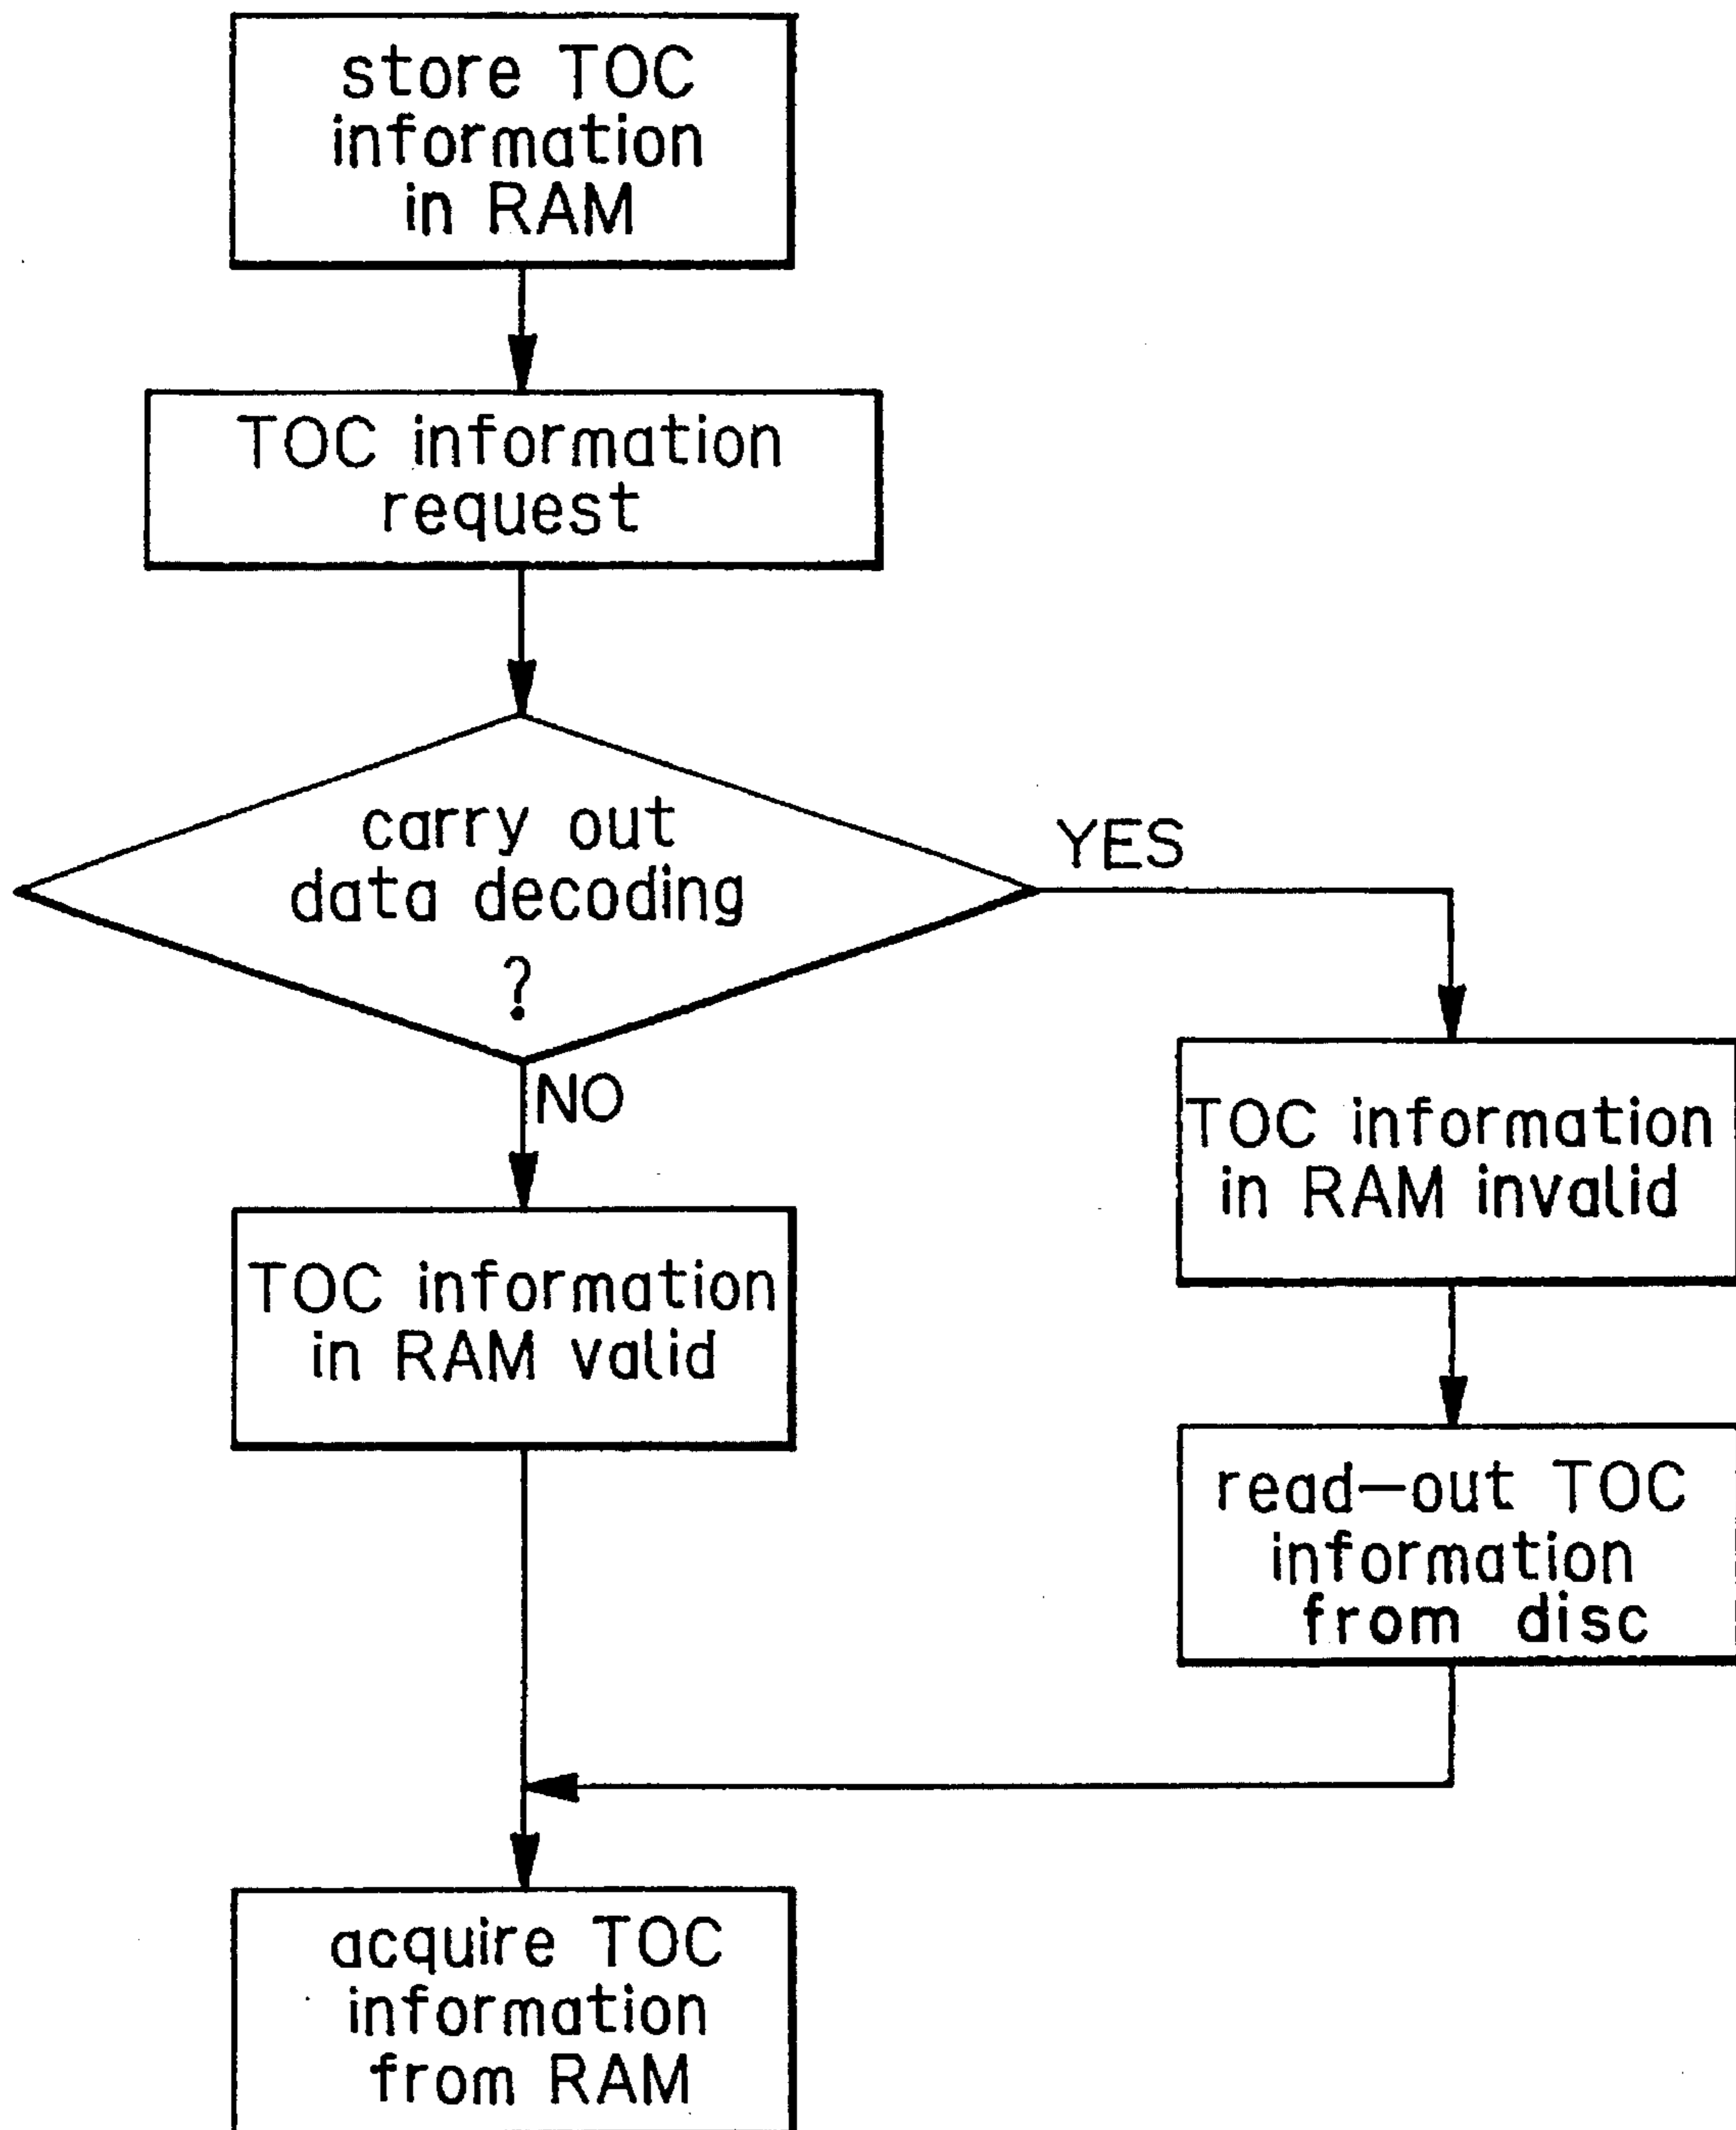 store TOC
information
in RAM
TOC information
request
carry out
data decoding
?
YES
NO
TOC information
in RAM invalid
TOC information
in RAM valid
read—out TOC
information
from disc
acquire TOC
information
from RAM